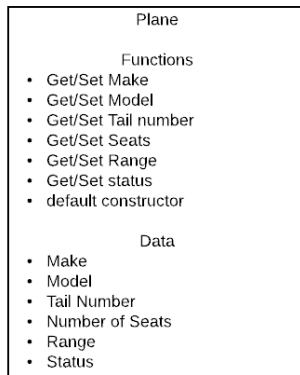 Plane
Functions
• Get/Set Make
• Get/Set Model
• Get/Set Tail number
• Get/Set Seats
• Get/Set Range
• Get/Set status
• default constructor
Data
• Make
• Model
• Tail Number
• Number of Seats
• Range
• Status